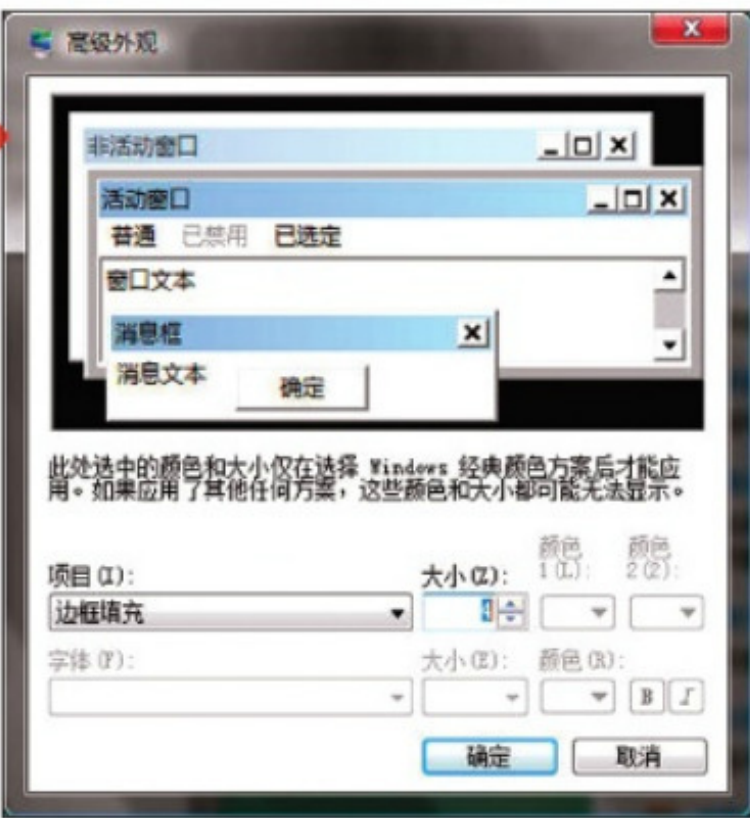 高级外观
非活动窗口
活动窗口
普通 已禁用 已选定
窗口文本
消息框
消息文本
确定
此处选中的颜色和大小仅在选择 Windows 经典颜色方案后才能应
用。如果应用了其他任何方案，这些颜色和大小都可能无法显示。
项目(I): 大小(Z): 颜色1(L): 颜色2(2):
边框填充 4
字体(F): 大小(E): 颜色(R):
B I
确定 取消